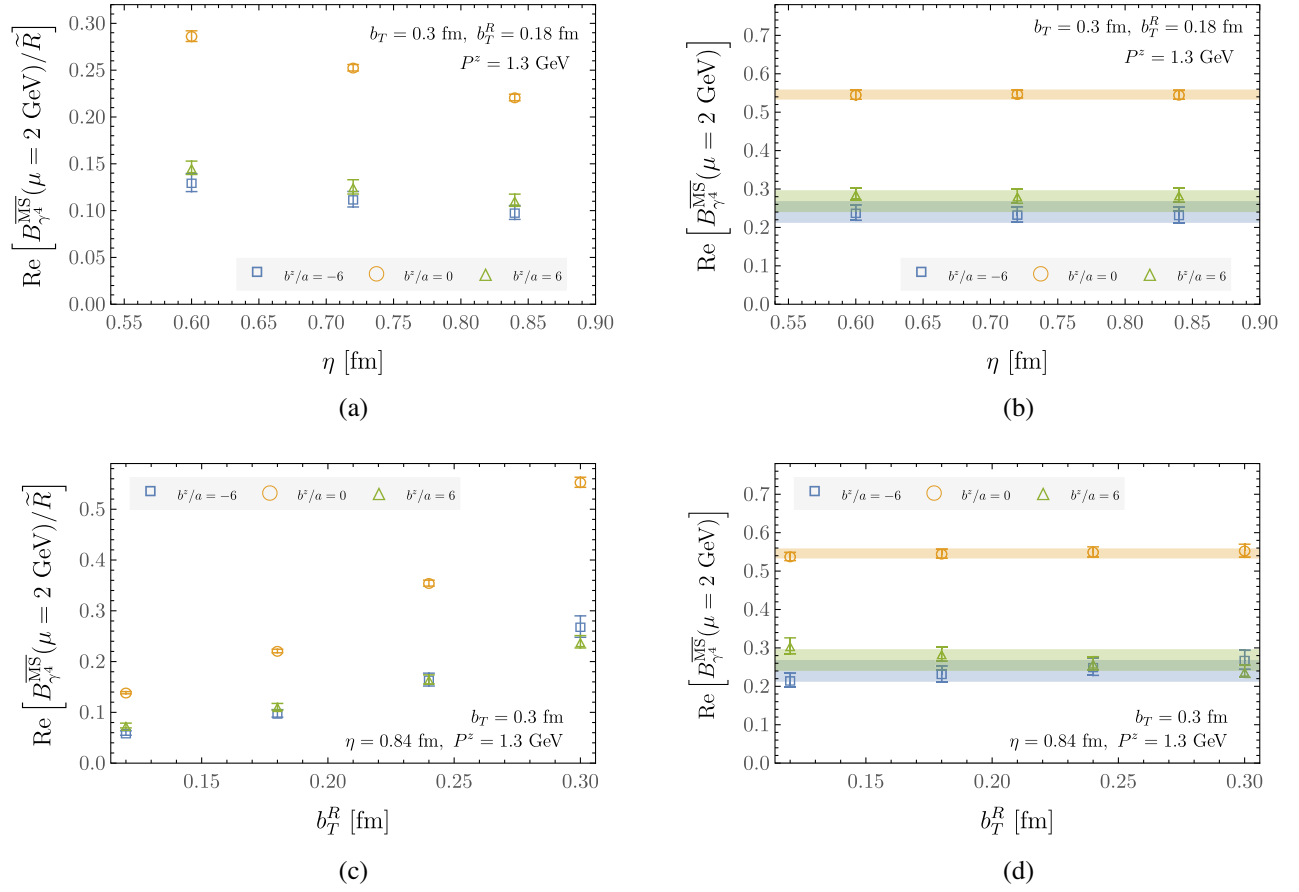 Re [B_{γ^4}^{\overline{MS}}(μ = 2 GeV)/R̃]
0.30
0.25
0.20
0.15
0.10
0.05
0.00
b_T = 0.3 fm, b_T^R = 0.18 fm
P^z = 1.3 GeV
b^z/a = −6 b^z/a = 0 b^z/a = 6
0.55 0.60 0.65 0.70 0.75 0.80 0.85 0.90
η [fm]
(a)
Re [B_{γ^4}^{\overline{MS}}(μ = 2 GeV)]
0.7
0.6
0.5
0.4
0.3
0.2
0.1
0.0
b_T = 0.3 fm, b_T^R = 0.18 fm
P^z = 1.3 GeV
b^z/a = −6 b^z/a = 0 b^z/a = 6
0.55 0.60 0.65 0.70 0.75 0.80 0.85 0.90
η [fm]
(b)
Re [B_{γ^4}^{\overline{MS}}(μ = 2 GeV)/R̃]
0.5
0.4
0.3
0.2
0.1
0.0
b^z/a = −6 b^z/a = 0 b^z/a = 6
b_T = 0.3 fm
η = 0.84 fm, P^z = 1.3 GeV
0.15 0.20 0.25 0.30
b_T^R [fm]
(c)
Re [B_{γ^4}^{\overline{MS}}(μ = 2 GeV)]
0.7
0.6
0.5
0.4
0.3
0.2
0.1
0.0
b^z/a = −6 b^z/a = 0 b^z/a = 6
b_T = 0.3 fm
η = 0.84 fm, P^z = 1.3 GeV
0.15 0.20 0.25 0.30
b_T^R [fm]
(d)